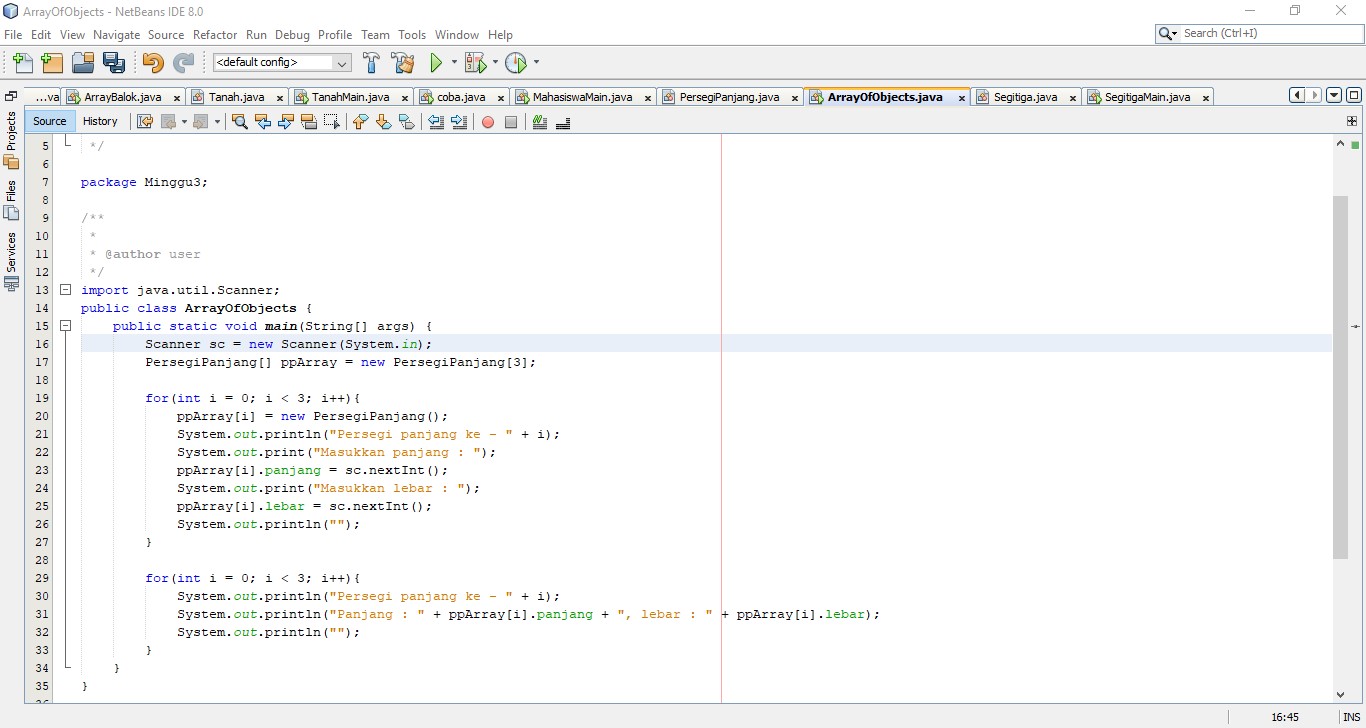 ArrayOfObjects - NetBeans IDE 8.0
File Edit View Navigate Source Refactor Run Debug Profile Team Tools Window Help
Search (Ctrl+I)
<default config>
...va ArrayBalok.java Tanah.java TanahMain.java coba.java MahasiswaMain.java PersegiPanjang.java ArrayOfObjects.java Segitiga.java SegitigaMain.java
Source History
Projects
Files
Services
5 */
6
7 package Minggu3;
8
9 /**
10 *
11 * @author user
12 */
13 import java.util.Scanner;
14 public class ArrayOfObjects {
15 public static void main(String[] args) {
16 Scanner sc = new Scanner(System.in);
17 PersegiPanjang[] ppArray = new PersegiPanjang[3];
18
19 for(int i = 0; i < 3; i++){
20 ppArray[i] = new PersegiPanjang();
21 System.out.println("Persegi panjang ke - " + i);
22 System.out.print("Masukkan panjang : ");
23 ppArray[i].panjang = sc.nextInt();
24 System.out.print("Masukkan lebar : ");
25 ppArray[i].lebar = sc.nextInt();
26 System.out.println("");
27 }
28
29 for(int i = 0; i < 3; i++){
30 System.out.println("Persegi panjang ke - " + i);
31 System.out.println("Panjang : " + ppArray[i].panjang + ", lebar : " + ppArray[i].lebar);
32 System.out.println("");
33 }
34 }
35 }
16:45 INS